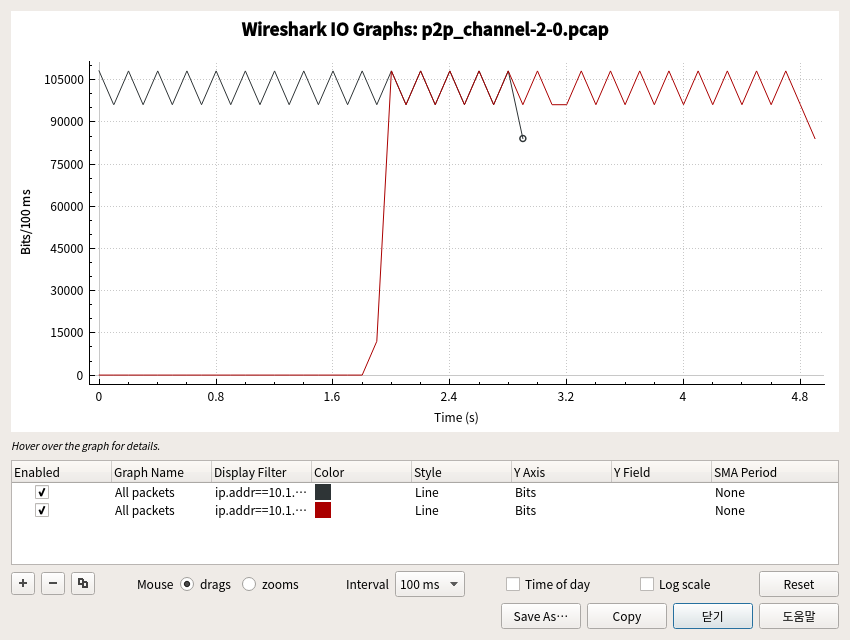 Wireshark IO Graphs: p2p_channel-2-0.pcap
105000
90000
75000
60000
45000
30000
15000
0
Bits/100 ms
0 0.8 1.6 2.4 3.2 4 4.8
Time (s)
Hover over the graph for details.
Enabled Graph Name Display Filter Color Style Y Axis Y Field SMA Period
All packets ip.addr==10.1.⋯ Line Bits None
All packets ip.addr==10.1.⋯ Line Bits None
+ − Mouse drags zooms Interval 100 ms Time of day Log scale Reset
Save As⋯ Copy 닫기 도움말